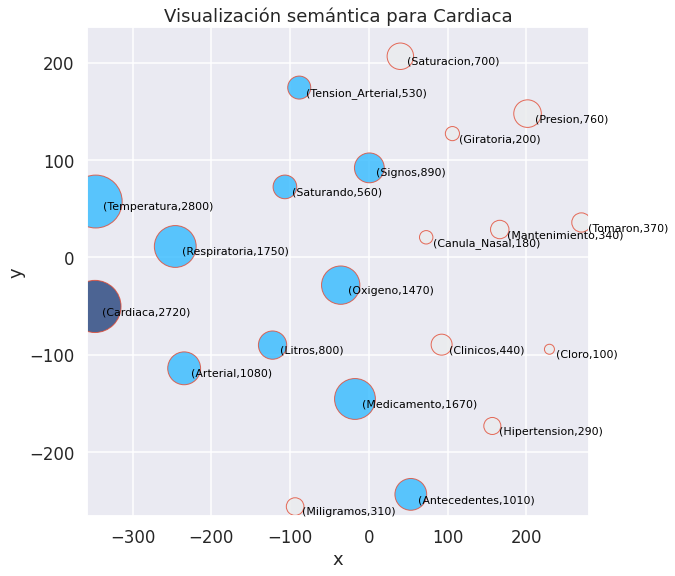 Visualización semántica para Cardiaca
200
100
0
−100
−200
y
(Saturacion,700)
(Tension_Arterial,530)
(Presion,760)
(Giratoria,200)
(Signos,890)
(Saturando,560)
(Temperatura,2800)
(Tomaron,370)
(Mantenimiento,340)
(Canula_Nasal,180)
(Respiratoria,1750)
(Oxigeno,1470)
(Cardiaca,2720)
(Litros,800)
(Clinicos,440)
(Cloro,100)
(Arterial,1080)
(Medicamento,1670)
(Hipertension,290)
(Antecedentes,1010)
(Miligramos,310)
−300 −200 −100 0 100 200
x